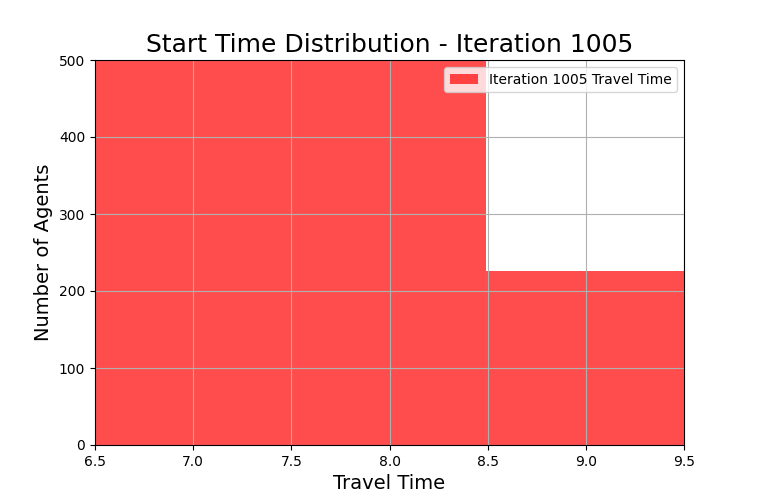 Start Time Distribution - Iteration 1005
Iteration 1005 Travel Time
Number of Agents
500
400
300
200
100
0
6.5 7.0 7.5 8.0 8.5 9.0 9.5
Travel Time